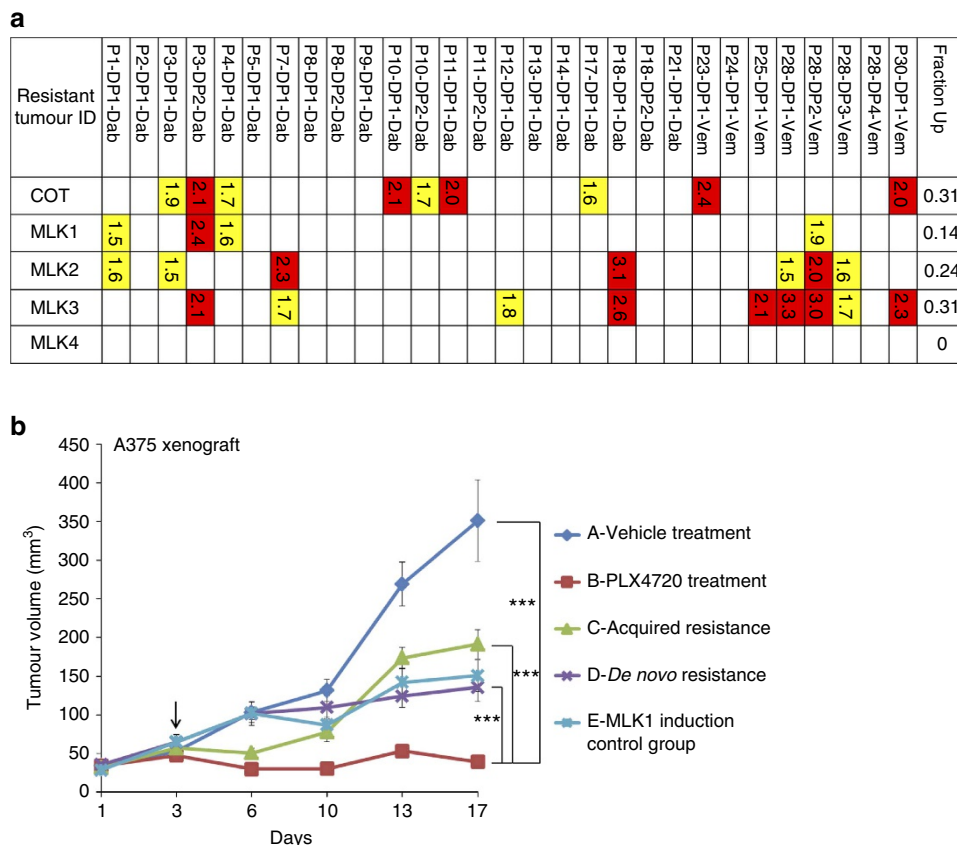 a
Resistant
tumour ID
P1-DP1-Dab
P2-DP1-Dab
P3-DP1-Dab
P3-DP2-Dab
P4-DP1-Dab
P5-DP1-Dab
P7-DP1-Dab
P8-DP1-Dab
P8-DP2-Dab
P9-DP1-Dab
P10-DP1-Dab
P10-DP2-Dab
P11-DP1-Dab
P11-DP2-Dab
P12-DP1-Dab
P13-DP1-Dab
P14-DP1-Dab
P17-DP1-Dab
P18-DP1-Dab
P18-DP2-Dab
P21-DP1-Dab
P23-DP1-Vem
P24-DP1-Vem
P25-DP1-Vem
P28-DP1-Vem
P28-DP2-Vem
P28-DP3-Vem
P28-DP4-Vem
P30-DP1-Vem
Fraction Up
COT 1.9 2.1 1.7 2.1 1.7 2.0 1.6 2.4 2.0 0.31
MLK1 1.5 2.4 1.6 1.9 0.14
MLK2 1.6 1.5 2.3 3.1 1.5 2.0 1.6 0.24
MLK3 2.1 1.7 1.8 2.6 2.1 3.3 3.0 1.7 2.3 0.31
MLK4 0
b
A375 xenograft
Tumour volume (mm³)
450
400
350
300
250
200
150
100
50
0
1 3 6 10 13 17
Days
***
***
***
A-Vehicle treatment
B-PLX4720 treatment
C-Acquired resistance
D-De novo resistance
E-MLK1 induction
control group